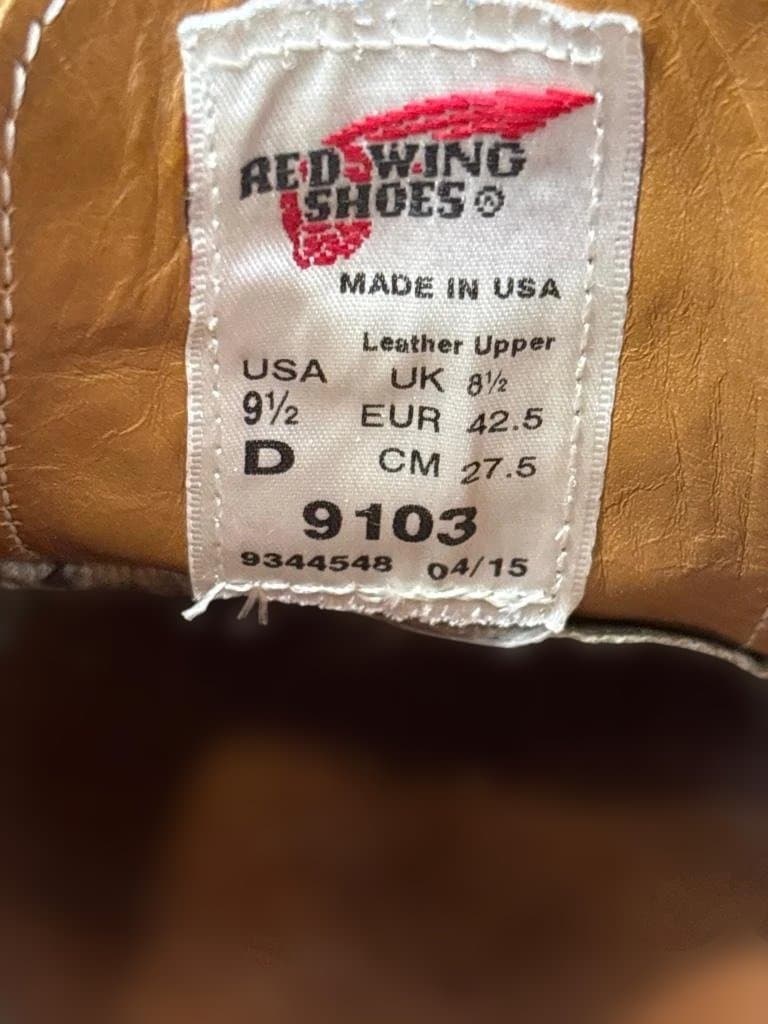 RED WING
SHOES ®
MADE IN USA
Leather Upper
USA UK 8½
9½ EUR 42.5
D CM 27.5
9103
9344548 04/15